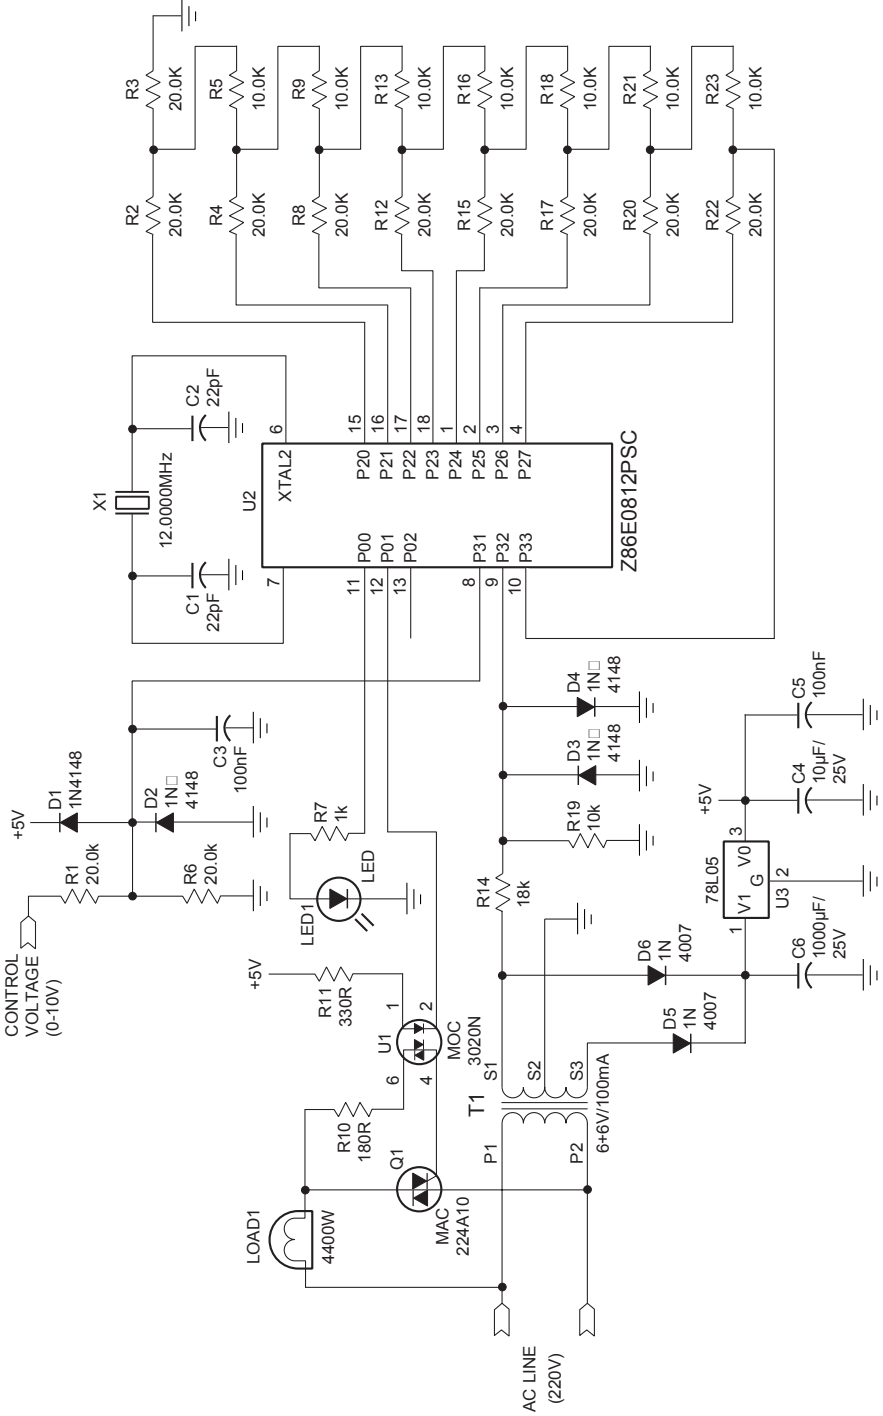 R3
20.0K
R5
10.0K
R9
10.0K
R13
10.0K
R16
10.0K
R18
10.0K
R21
10.0K
R23
10.0K
R2
20.0K
R4
20.0K
R8
20.0K
R12
20.0K
R15
20.0K
R17
20.0K
R20
20.0K
R22
20.0K
X1
12.0000MHz
C2
22pF
C1
22pF
U2
XTAL2
6
7
15
16
17
18
1
2
3
4
P20
P21
P22
P23
P24
P25
P26
P27
P00
P01
P02
P31
P32
P33
11
12
13
8
9
10
Z86E0812PSC
+5V
D1
1N4148
D2
1N□
4148
C3
100nF
R1
20.0k
R6
20.0k
CONTROL
VOLTAGE
(0-10V)
R7
1k
LED1
LED
+5V
R11
330R
U1
1
2
6
4
MOC
3020N
R10
180R
Q1
MAC
224A10
LOAD1
4400W
R14
18k
R19
10k
D3
1N□
4148
D4
1N□
4148
T1
P1
P2
S1
S2
S3
6+6V/100mA
D6
1N
4007
D5
1N
4007
78L05
V1
V0
G
1
3
2
U3
+5V
C6
1000µF/
25V
C4
10µF/
25V
C5
100nF
AC LINE
(220V)